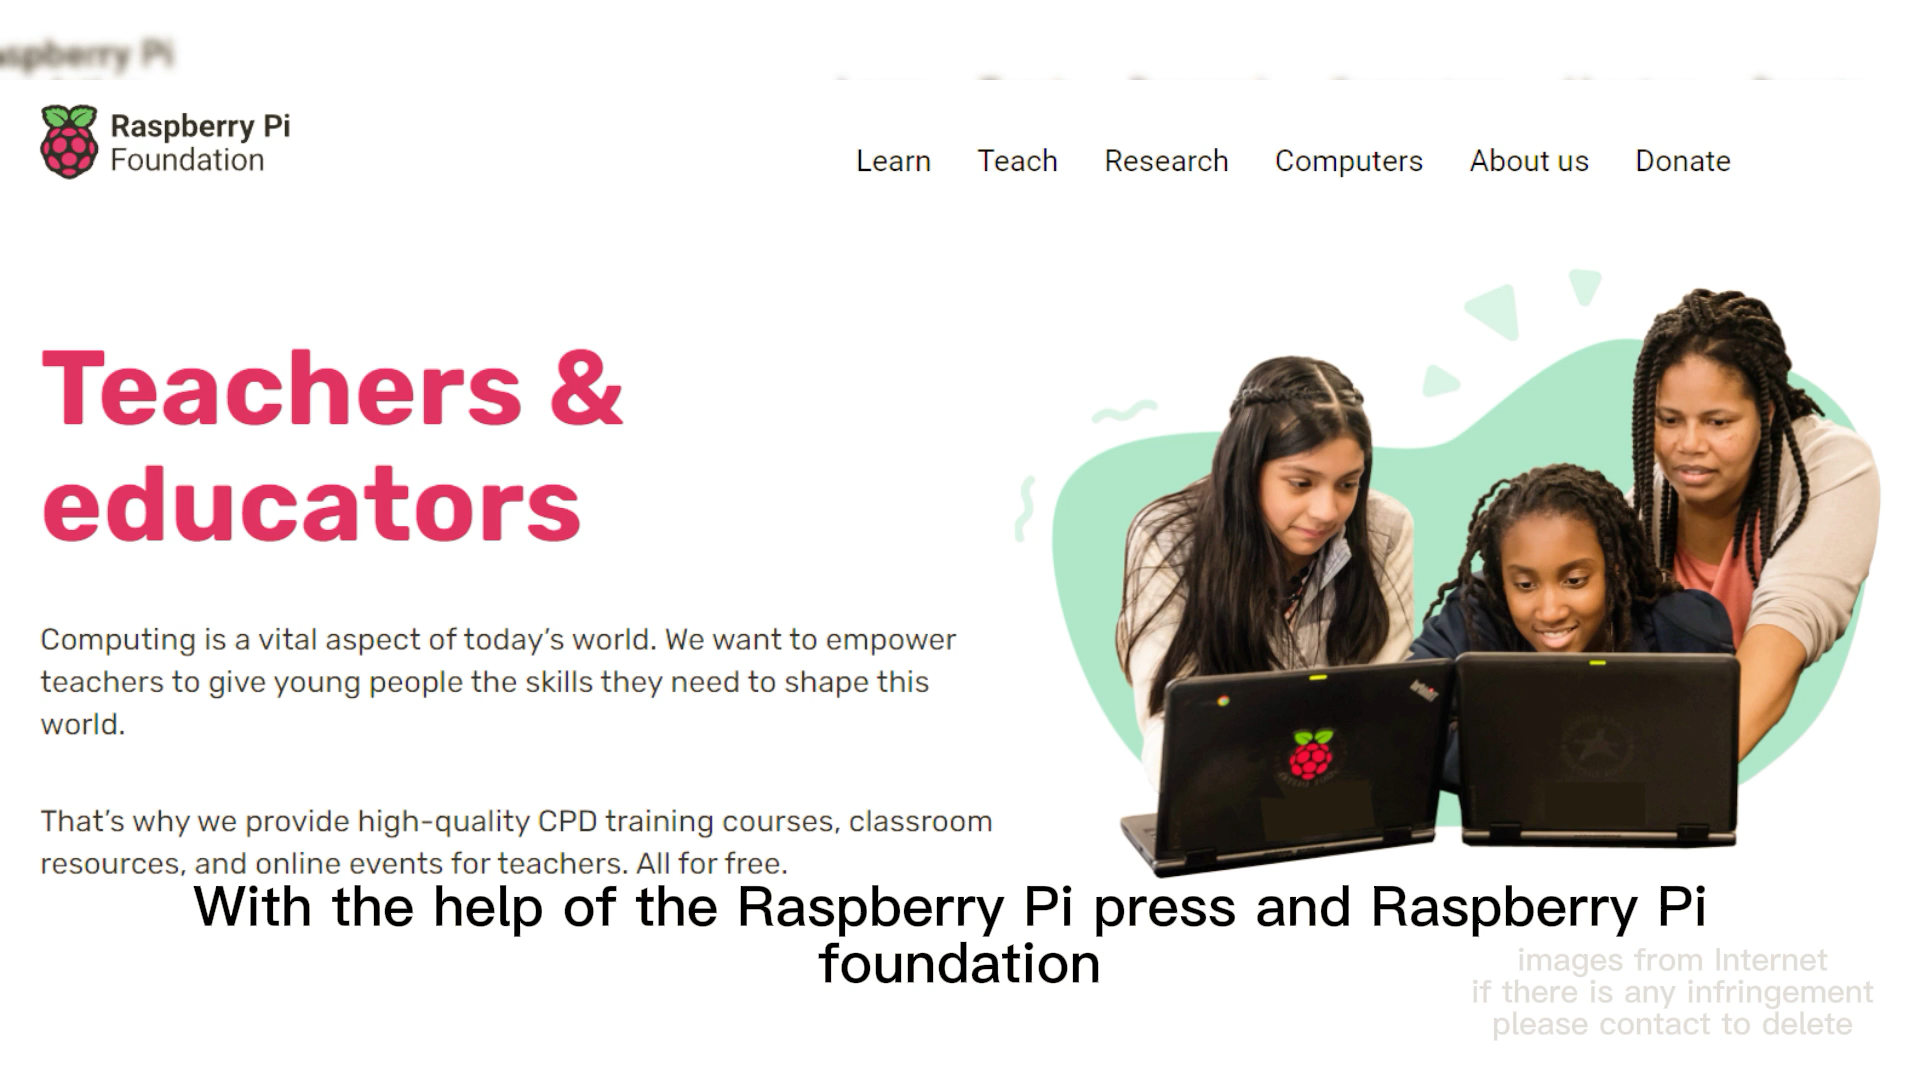 Raspberry Pi
Raspberry Pi
Foundation
Learn Teach Research Computers About us Donate
Teachers &
educators
Computing is a vital aspect of today's world. We want to empower
teachers to give young people the skills they need to shape this
world.
That's why we provide high-quality CPD training courses, classroom
resources, and online events for teachers. All for free.
With the help of the Raspberry Pi press and Raspberry Pi
foundation
images from Internet
if there is any infringement
please contact to delete